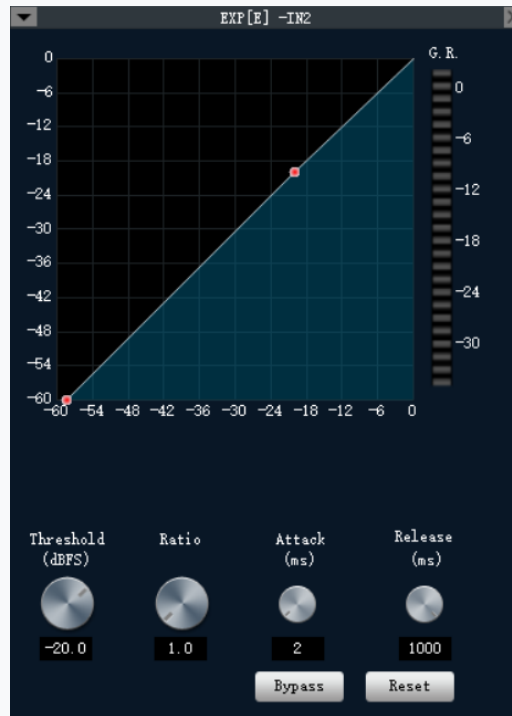 EXP[E] -IN2
G.R.
0
-6
-12
-18
-24
-30
-36
-42
-48
-54
-60
-60 -54 -48 -42 -36 -30 -24 -18 -12 -6 0
0
-6
-12
-18
-24
-30
Threshold (dBFS)
Ratio
Attack (ms)
Release (ms)
-20.0 1.0 2 1000
Bypass Reset